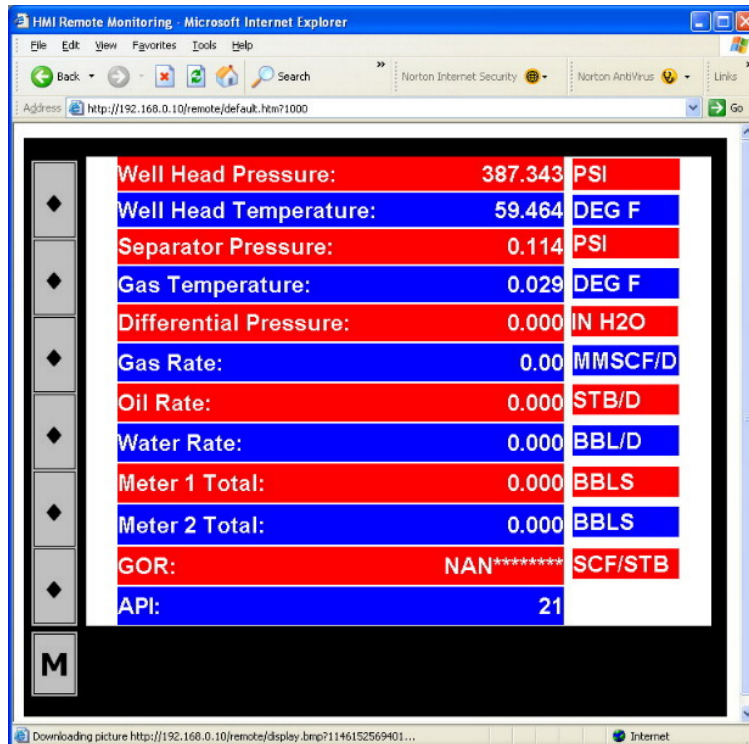 HMI Remote Monitoring - Microsoft Internet Explorer
File Edit View Favorites Tools Help
Back Search » Norton Internet Security Norton AntiVirus Links »
Address http://192.168.0.10/remote/default.htm?1000 Go
Well Head Pressure: 387.343 PSI
Well Head Temperature: 59.464 DEG F
Separator Pressure: 0.114 PSI
Gas Temperature: 0.029 DEG F
Differential Pressure: 0.000 IN H2O
Gas Rate: 0.00 MMSCF/D
Oil Rate: 0.000 STB/D
Water Rate: 0.000 BBL/D
Meter 1 Total: 0.000 BBLS
Meter 2 Total: 0.000 BBLS
GOR: NAN******** SCF/STB
API: 21
M
Downloading picture http://192.168.0.10/remote/display.bmp?1146152569401... Internet